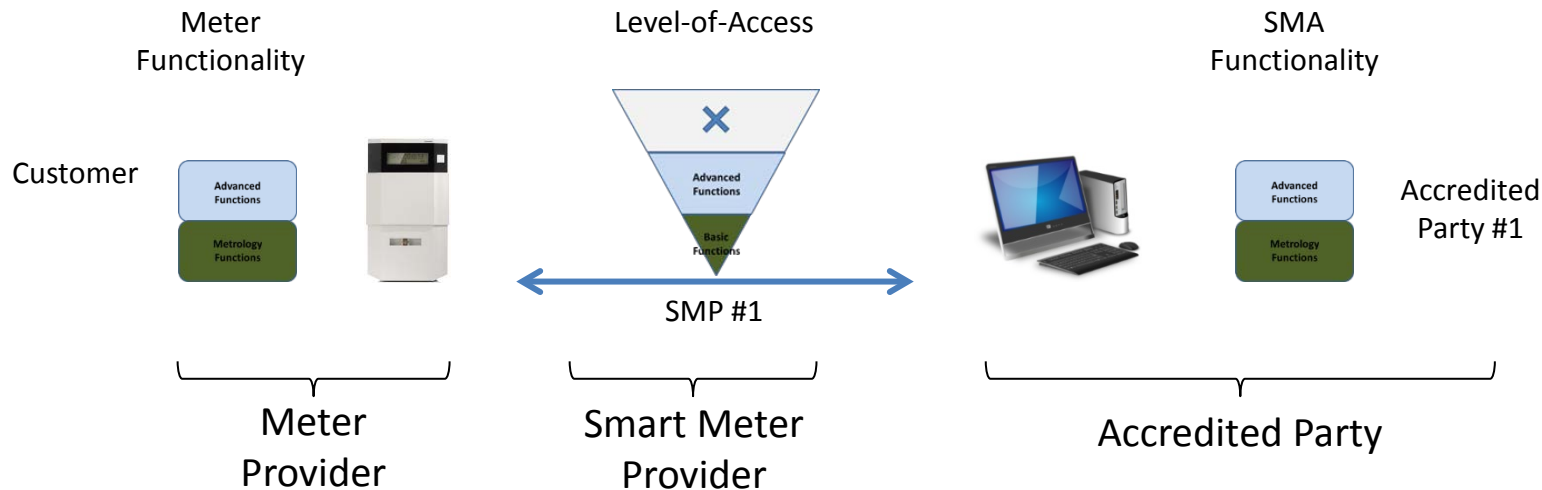 Meter
Functionality
Level-of-Access
SMA
Functionality
Customer
Advanced
Functions
Metrology
Functions
Advanced
Functions
Basic
Functions
SMP #1
Advanced
Functions
Metrology
Functions
Accredited
Party #1
Meter
Provider
Smart Meter
Provider
Accredited Party